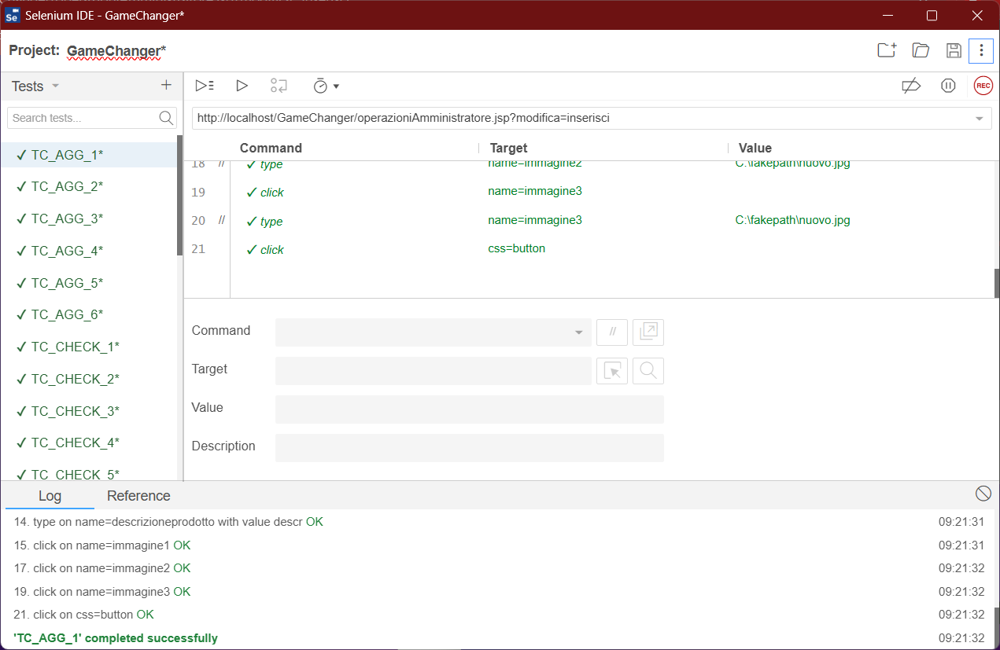 Se Selenium IDE - GameChanger*
Project: GameChanger*
Tests
Search tests...
http://localhost/GameChanger/operazioniAmministratore.jsp?modifica=inserisci
REC
Command Target Value
18 // ✓ type name=immagine2 C:\fakepath\nuovo.jpg
19 ✓ click name=immagine3
20 // ✓ type name=immagine3 C:\fakepath\nuovo.jpg
21 ✓ click css=button
✓ TC_AGG_1*
✓ TC_AGG_2*
✓ TC_AGG_3*
✓ TC_AGG_4*
✓ TC_AGG_5*
✓ TC_AGG_6*
✓ TC_CHECK_1*
✓ TC_CHECK_2*
✓ TC_CHECK_3*
✓ TC_CHECK_4*
✓ TC_CHECK_5*
Command //
Target
Value
Description
Log Reference
14. type on name=descrizioneprodotto with value descr OK 09:21:31
15. click on name=immagine1 OK 09:21:31
17. click on name=immagine2 OK 09:21:32
19. click on name=immagine3 OK 09:21:32
21. click on css=button OK 09:21:32
'TC_AGG_1' completed successfully 09:21:32